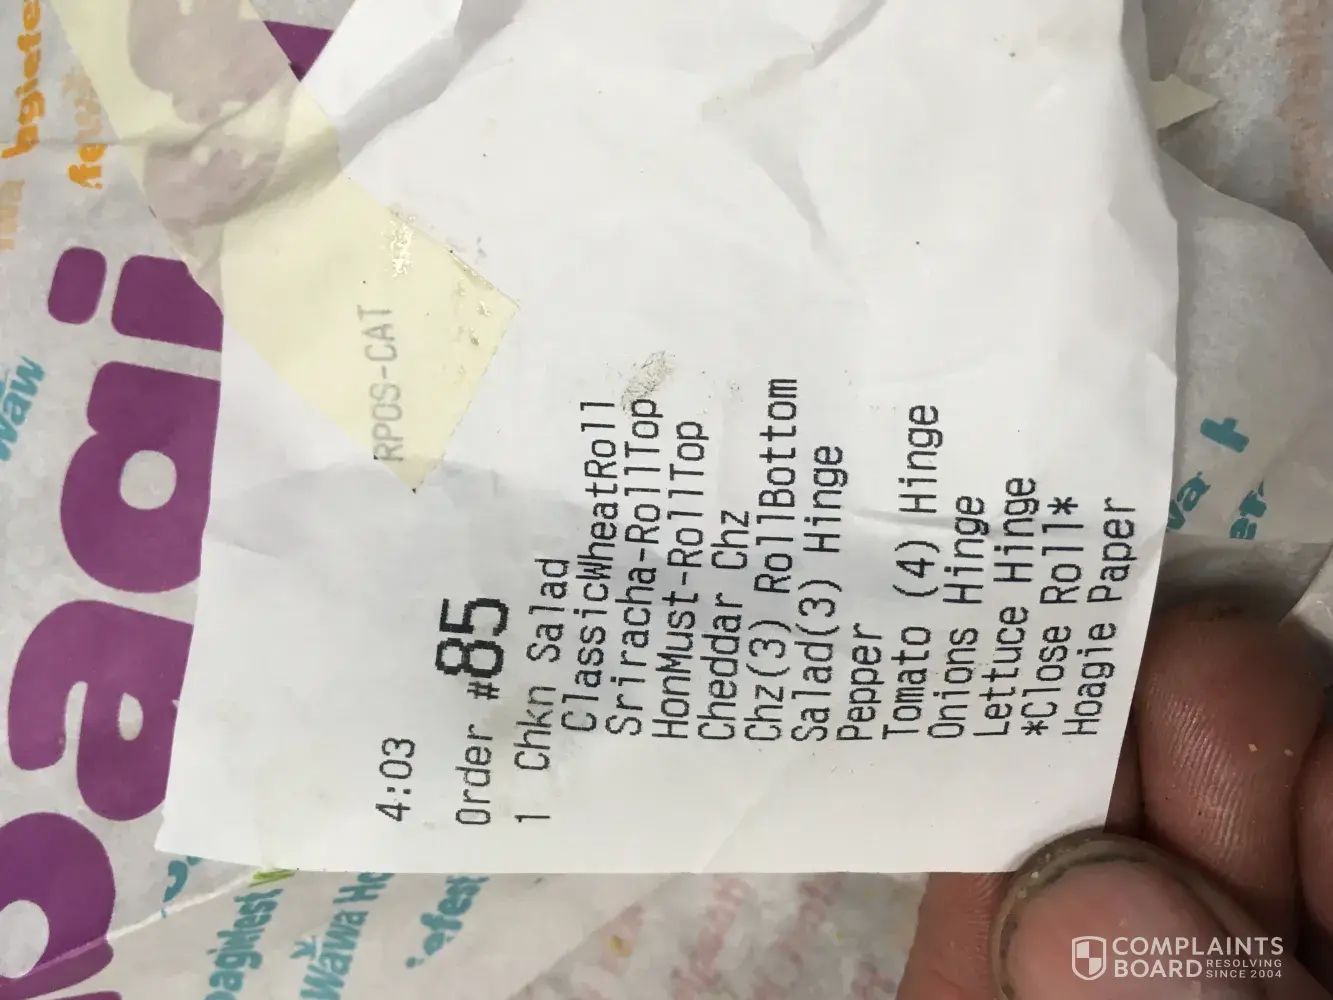 4:03
RPOS-CAT
Order #85
1 Chkn Salad
ClassicWheatRoll
Sriracha-RollTop
HonMust-RollTop
Cheddar Chz
Chz(3) RollBottom
Salad(3) Hinge
Pepper
Tomato (4) Hinge
Onions Hinge
Lettuce Hinge
*Close Roll*
Hoagie Paper
COMPLAINTS
BOARD RESOLVING
SINCE 2004